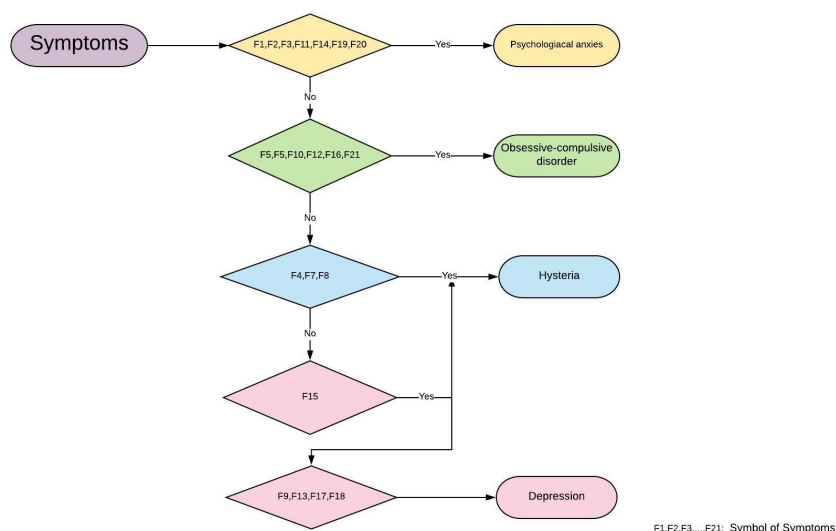 Symptoms
F1,F2,F3,F11,F14,F19,F20
Yes
Psychologiacal anxies
No
F5,F5,F10,F12,F16,F21
Yes
Obsessive-compulsive
disorder
No
F4,F7,F8
Yes
Hysteria
No
F15
Yes
F9,F13,F17,F18
Depression
F1,F2,F3.....F21: Symbol of Symptoms